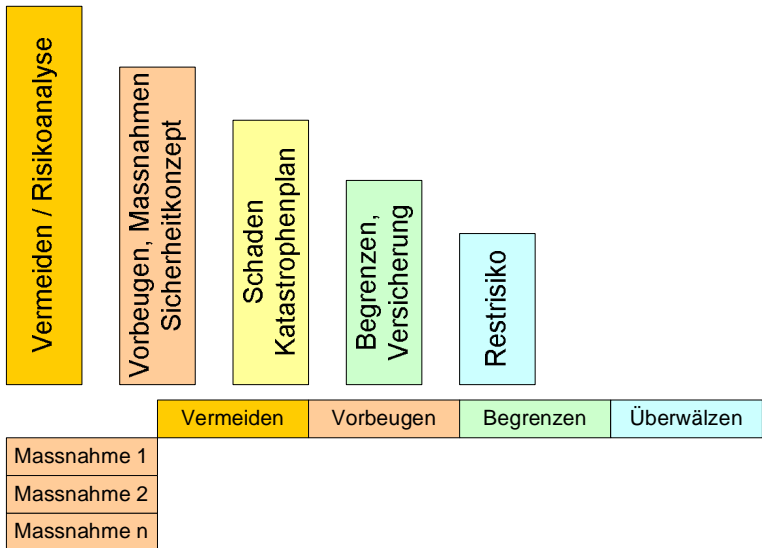 Vermeiden / Risikoanalyse
Vorbeugen, Massnahmen
Sicherheitkonzept
Schaden
Katastrophenplan
Begrenzen,
Versicherung
Restrisiko
Vermeiden Vorbeugen Begrenzen Überwälzen
Massnahme 1
Massnahme 2
Massnahme n